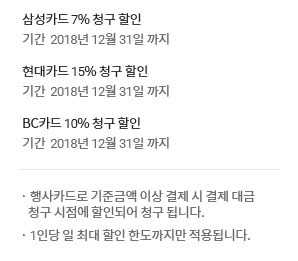 삼성카드 7% 청구 할인
기간 2018년 12월 31일 까지
현대카드 15% 청구 할인
기간 2018년 12월 31일 까지
BC카드 10% 청구 할인
기간 2018년 12월 31일 까지
· 행사카드로 기준금액 이상 결제 시 결제 대금
청구 시점에 할인되어 청구 됩니다.
· 1인당 일 최대 할인 한도까지만 적용됩니다.